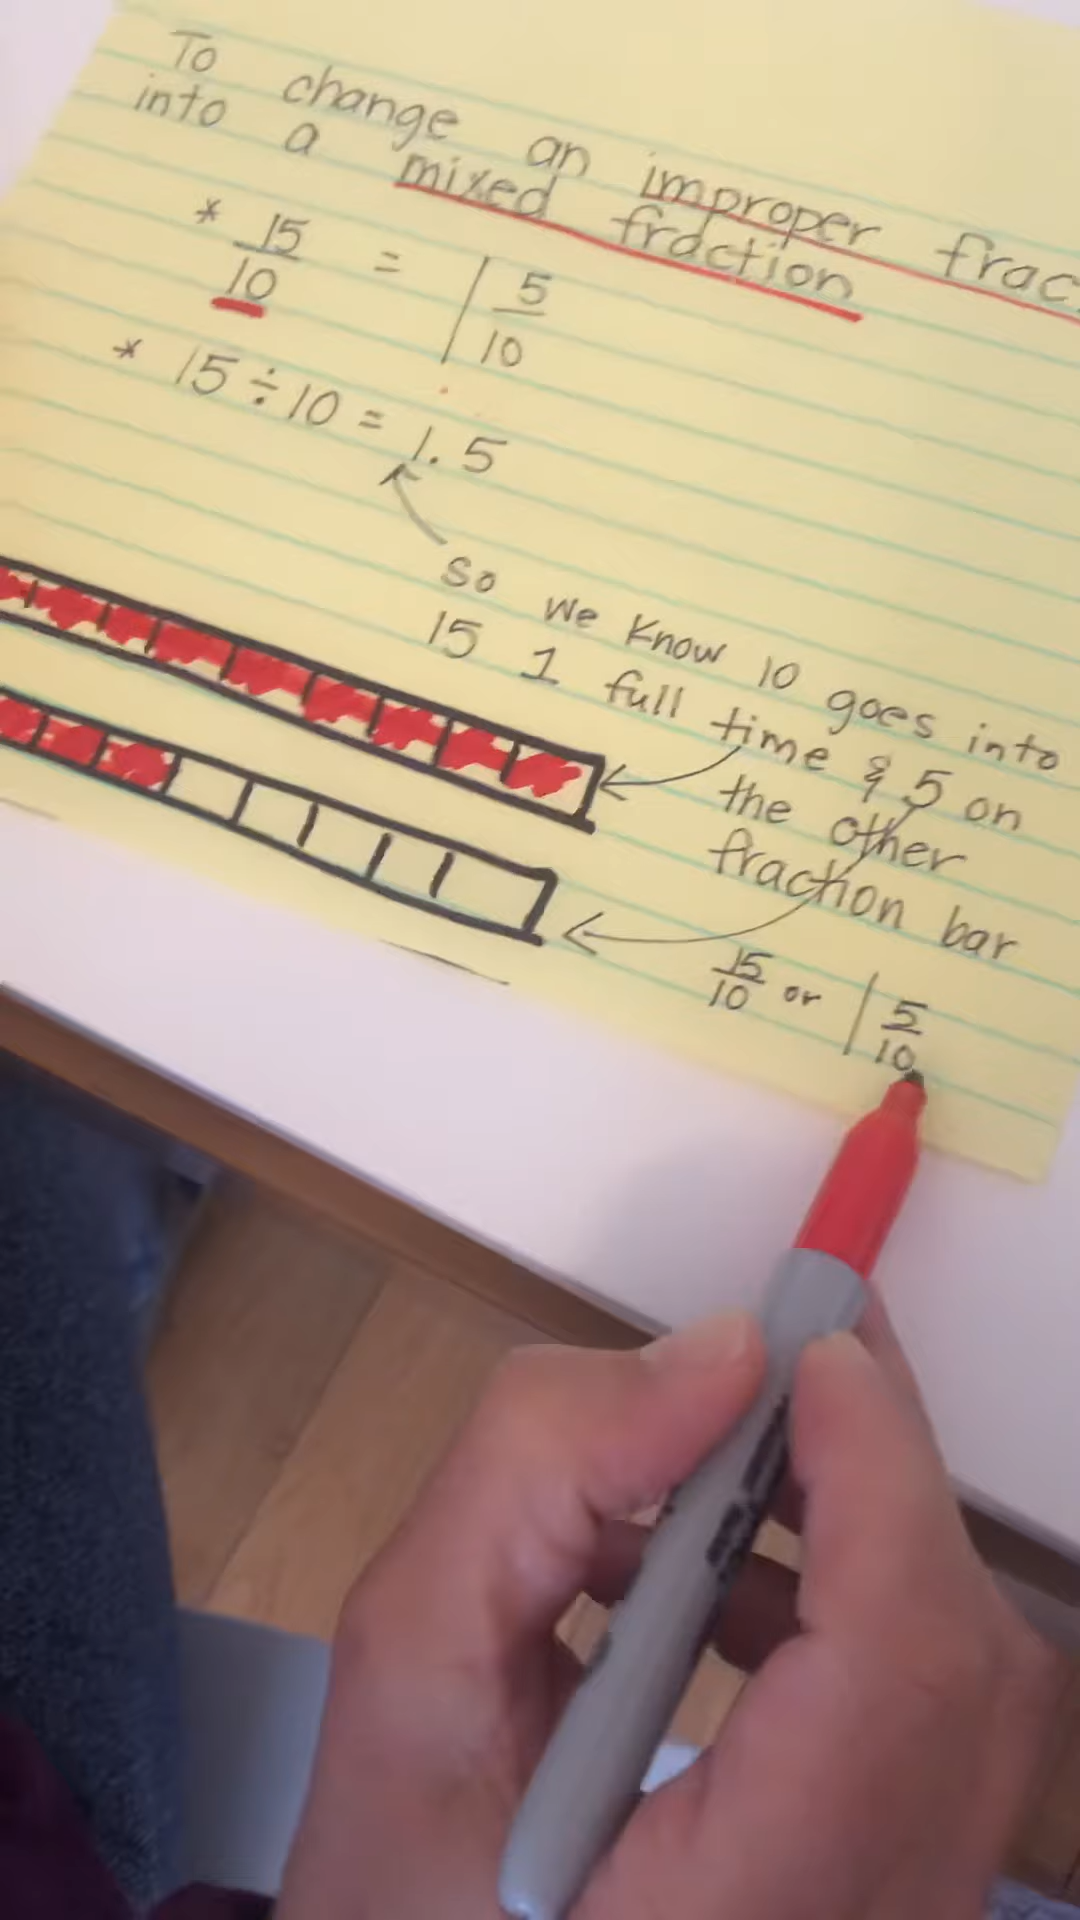 To change an improper frac
into a mixed fraction
* 15/10 = 1 5/10
* 15 ÷ 10 = 1.5
So we know 10 goes into
15 1 full time & 5 on
the other
fraction bar
15/10 or 1 5/10